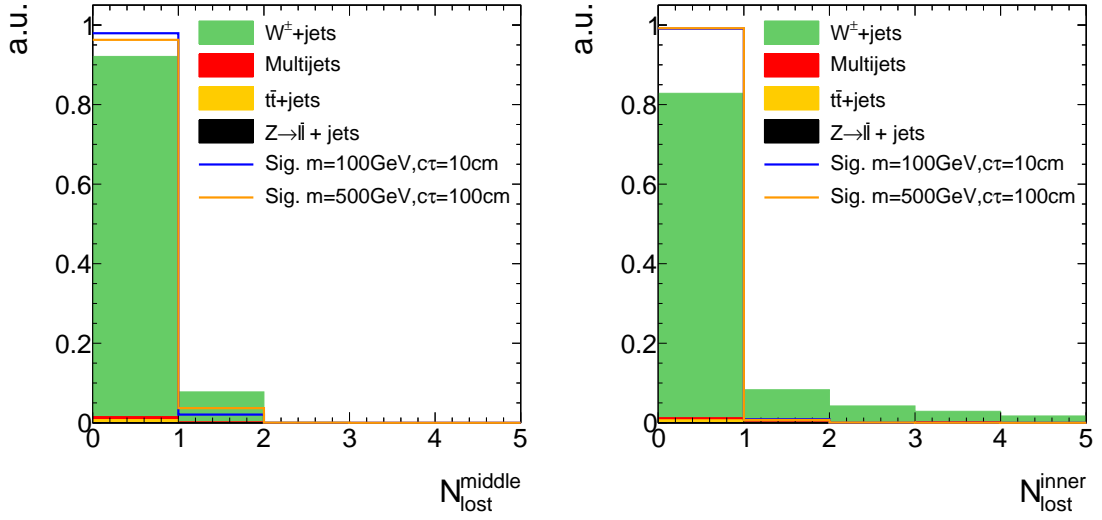 a.u.
1
0.8
0.6
0.4
0.2
0
W±+jets
Multijets
tt̄+jets
Z→ll̄ + jets
Sig. m=100GeV,cτ=10cm
Sig. m=500GeV,cτ=100cm
0 1 2 3 4 5
N_lost^middle
a.u.
1
0.8
0.6
0.4
0.2
0
W±+jets
Multijets
tt̄+jets
Z→ll̄ + jets
Sig. m=100GeV,cτ=10cm
Sig. m=500GeV,cτ=100cm
0 1 2 3 4 5
N_lost^inner